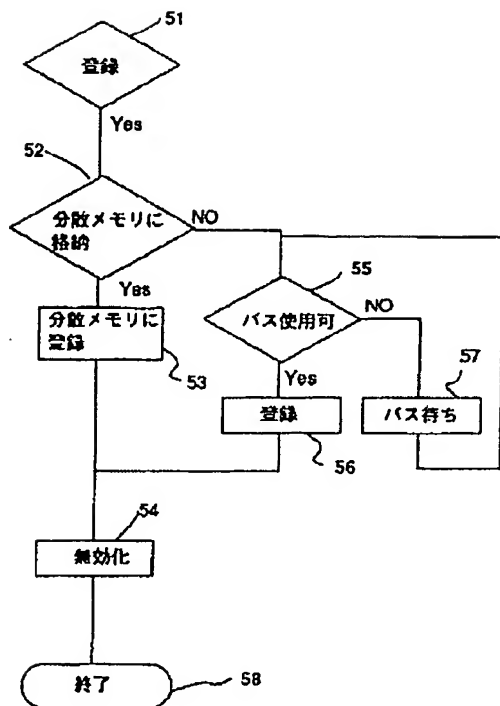 51
登録
Yes
52
分散メモリに
格納
NO
Yes
分散メモリに
登録
53
55
バス使用可
NO
Yes
登録
56
57
バス待ち
54
無効化
終了
58